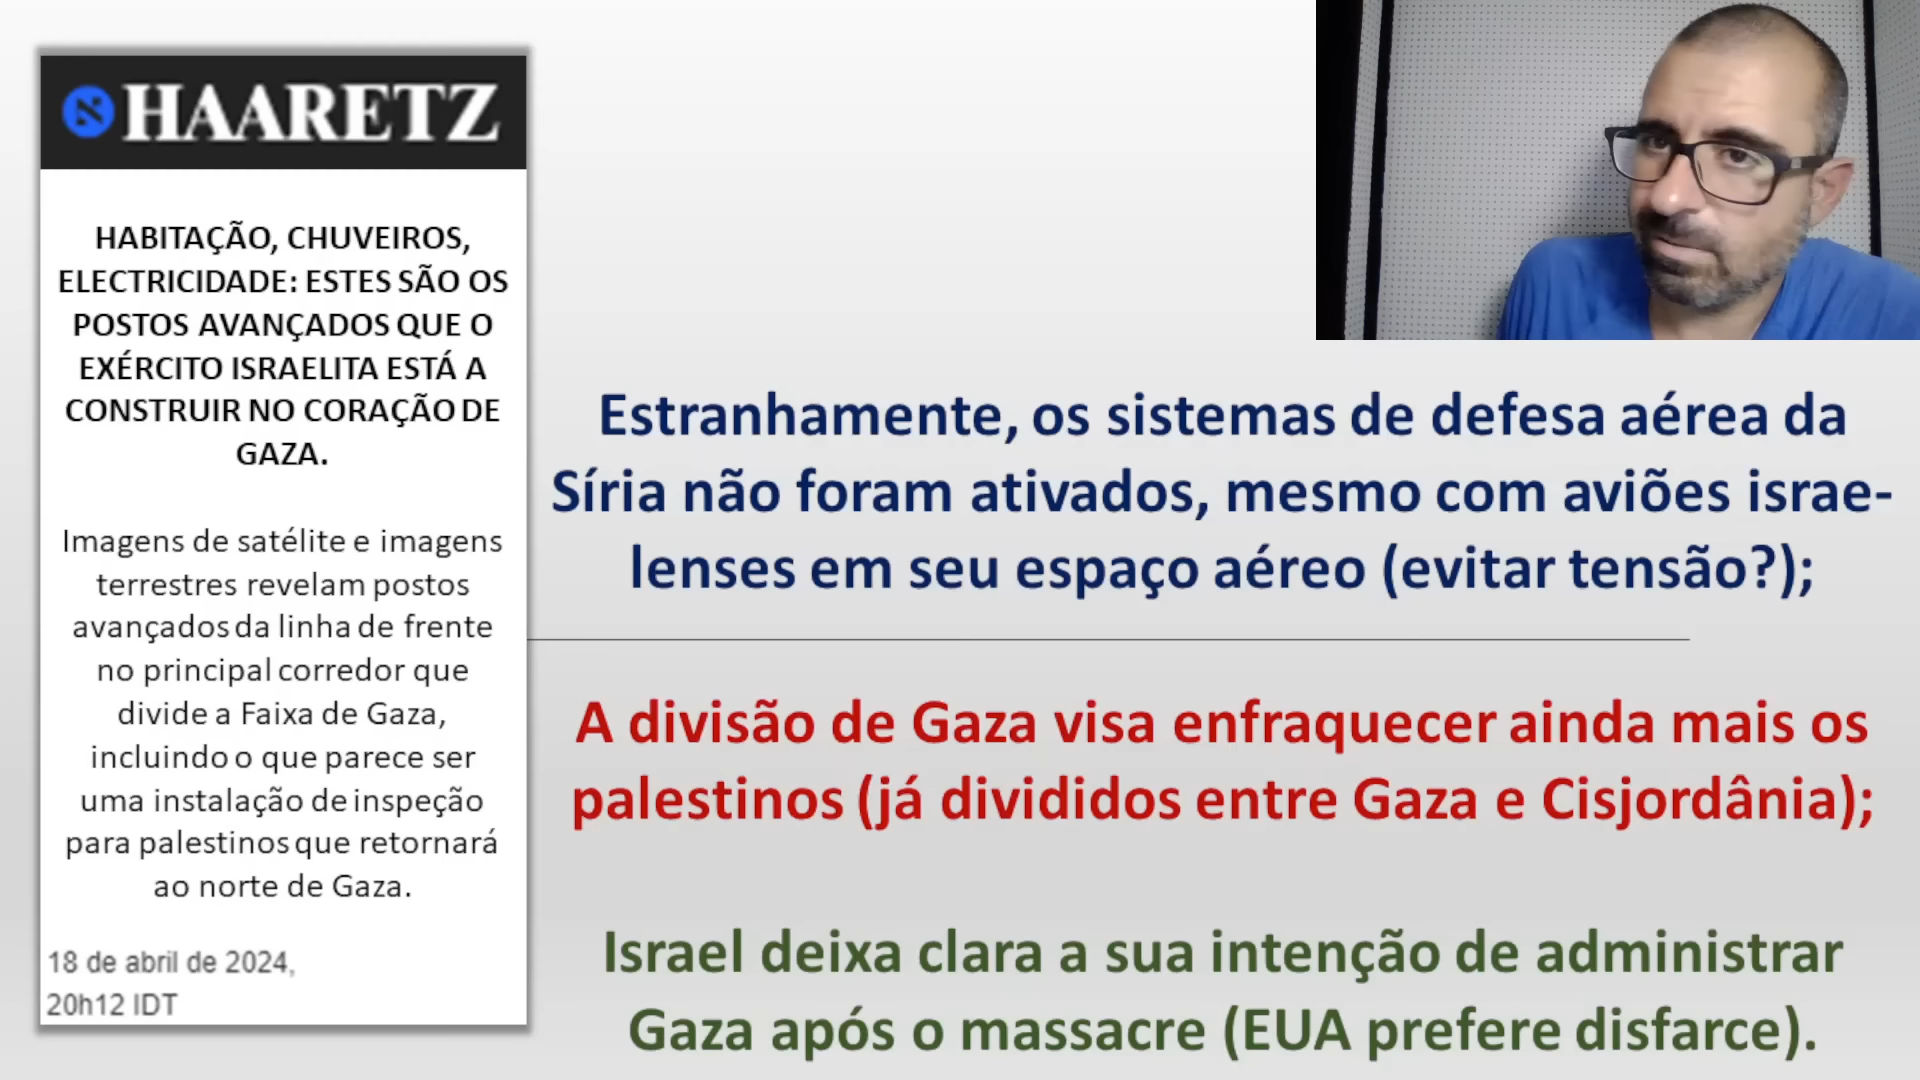 HAARETZ
HABITAÇÃO, CHUVEIROS,
ELECTRICIDADE: ESTES SÃO OS
POSTOS AVANÇADOS QUE O
EXÉRCITO ISRAELITA ESTÁ A
CONSTRUIR NO CORAÇÃO DE
GAZA.
Imagens de satélite e imagens
terrestres revelam postos
avançados da linha de frente
no principal corredor que
divide a Faixa de Gaza,
incluindo o que parece ser
uma instalação de inspeção
para palestinos que retornará
ao norte de Gaza.
18 de abril de 2024,
20h12 IDT
Estranhamente, os sistemas de defesa aérea da
Síria não foram ativados, mesmo com aviões israe-
lenses em seu espaço aéreo (evitar tensão?);
A divisão de Gaza visa enfraquecer ainda mais os
palestinos (já divididos entre Gaza e Cisjordânia);
Israel deixa clara a sua intenção de administrar
Gaza após o massacre (EUA prefere disfarce).